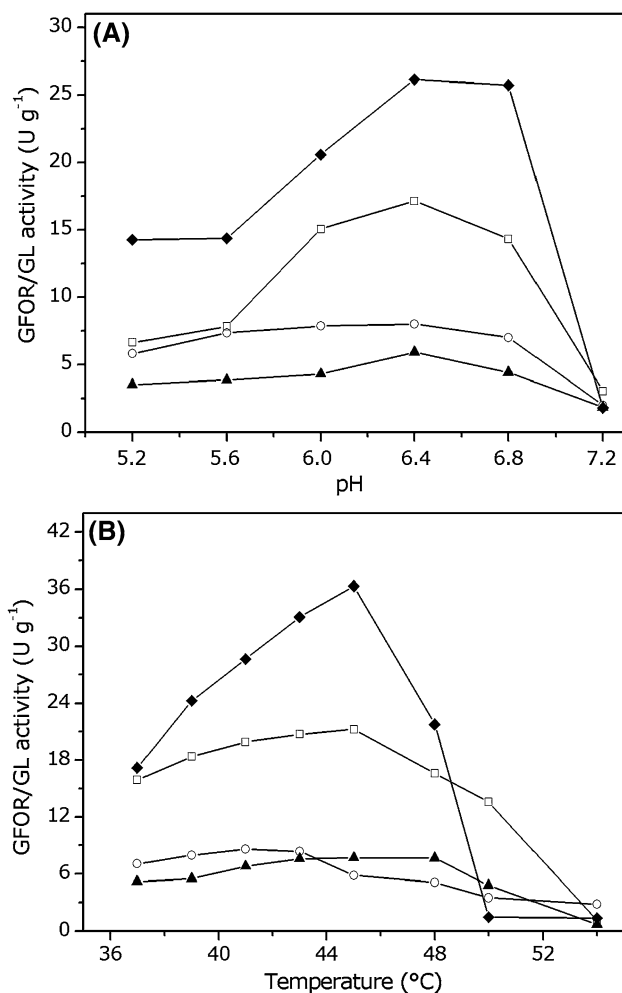 (A)
GFOR/GL activity (U g⁻¹)
30
25
20
15
10
5
0
5.2 5.6 6.0 6.4 6.8 7.2
pH
(B)
GFOR/GL activity (U g⁻¹)
42
36
30
24
18
12
6
0
36 40 44 48 52
Temperature (°C)